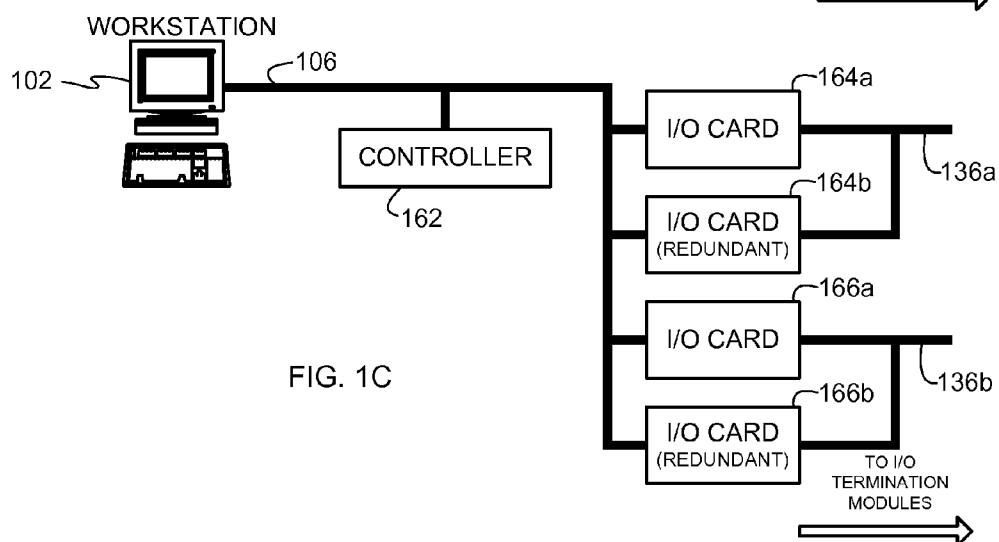 WORKSTATION
102
106
CONTROLLER
162
164a
I/O CARD
136a
164b
I/O CARD
(REDUNDANT)
166a
I/O CARD
136b
166b
I/O CARD
(REDUNDANT)
FIG. 1C
TO I/O
TERMINATION
MODULES